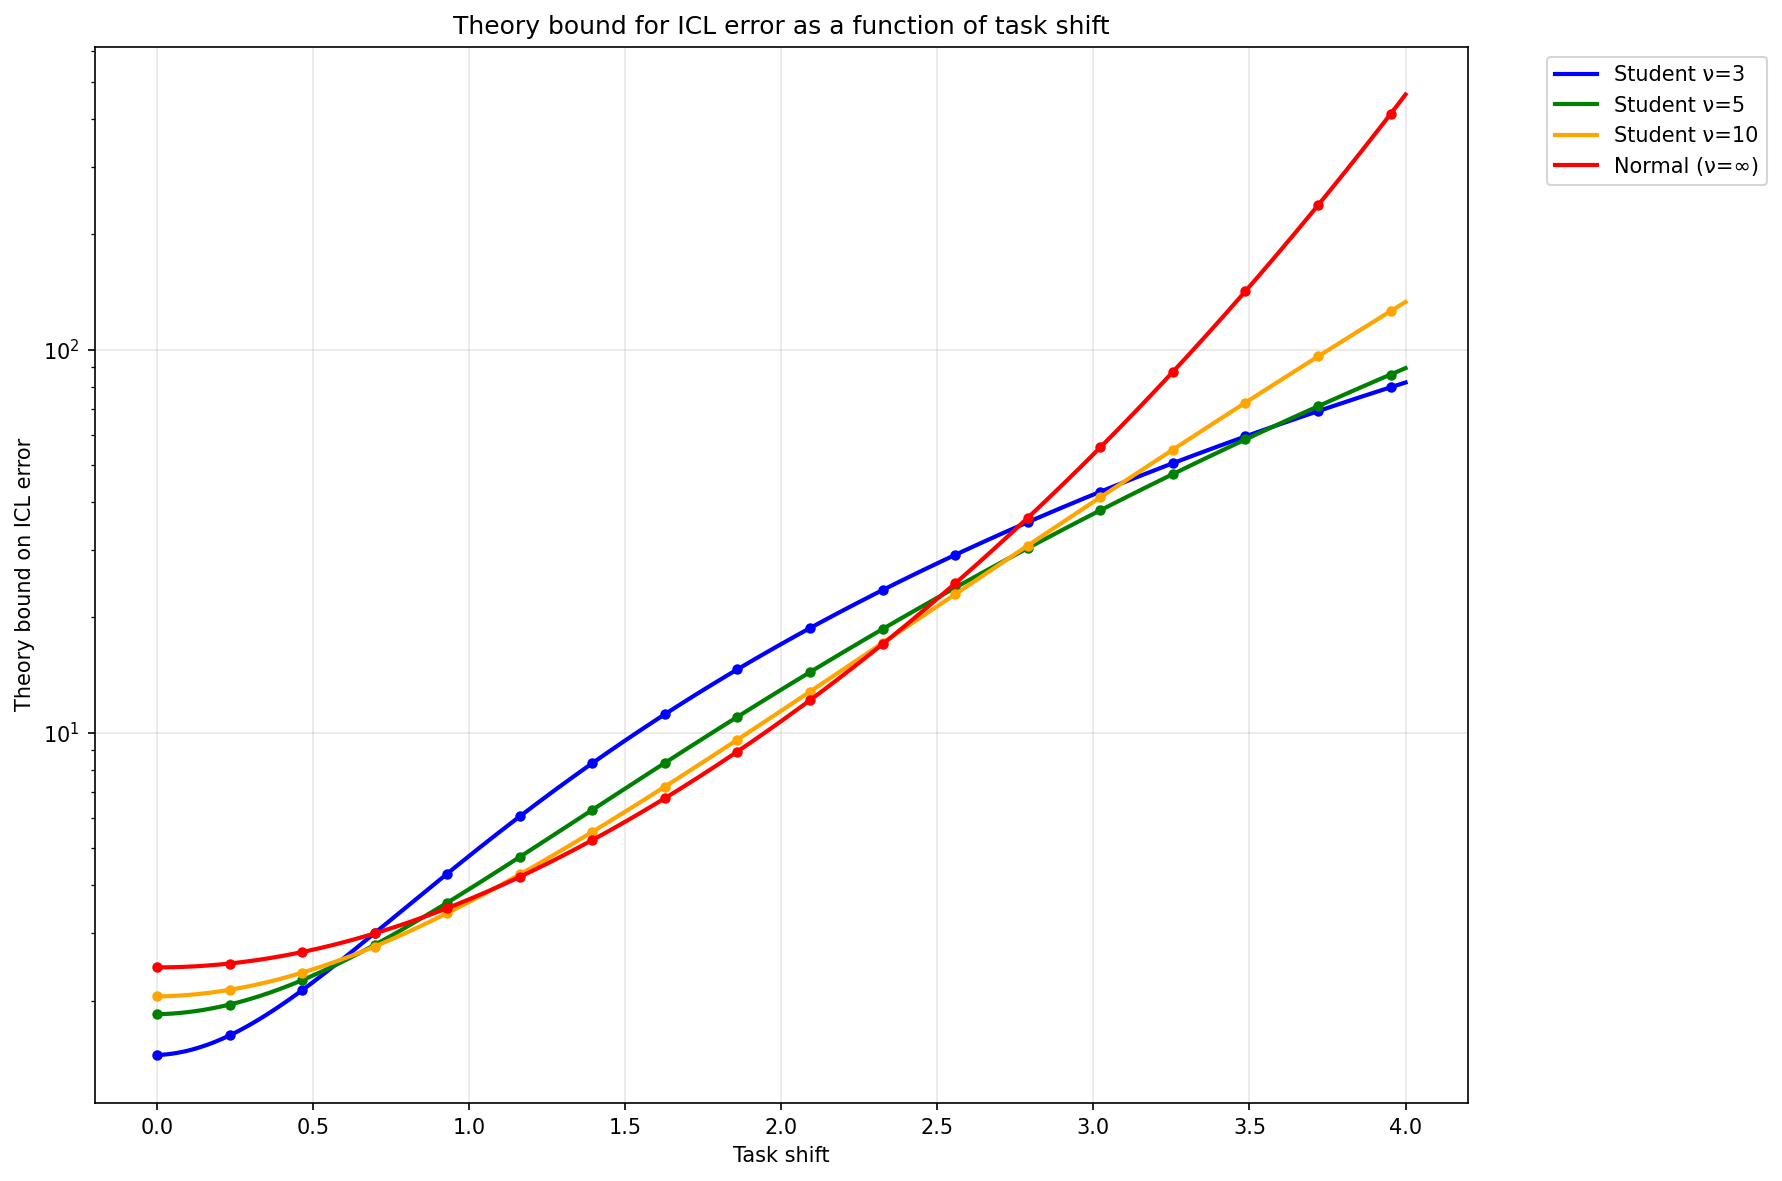 Theory bound for ICL error as a function of task shift
Student ν=3
Student ν=5
Student ν=10
Normal (ν=∞)
Theory bound on ICL error
10²
10¹
0.0 0.5 1.0 1.5 2.0 2.5 3.0 3.5 4.0
Task shift